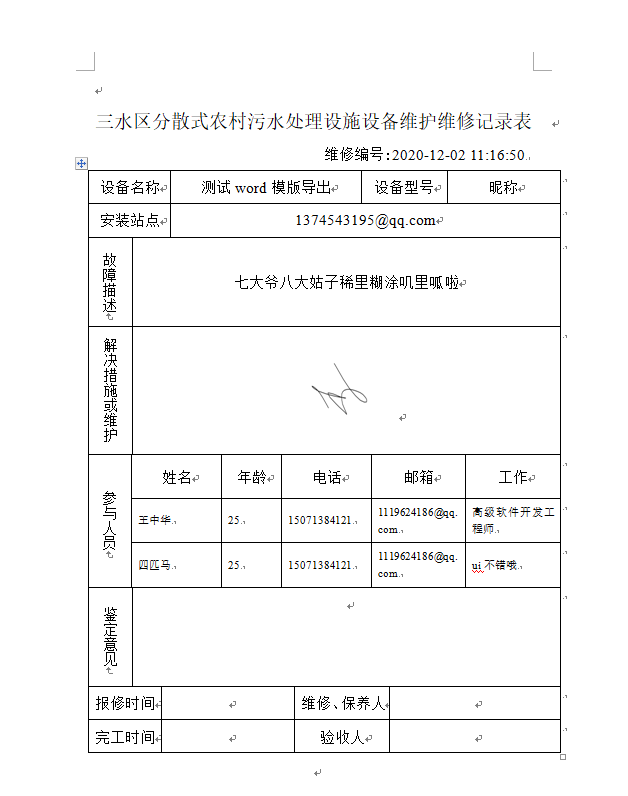 三水区分散式农村污水处理设施设备维护维修记录表
维修编号:2020-12-02 11:16:50
设备名称 测试 word 模版导出 设备型号 昵称
安装站点 1374543195@qq.com
故障描述 七大爷八大姑子稀里糊涂叽里呱啦
解决措施或维护
参与人员 姓名 年龄 电话 邮箱 工作
王中华 25 15071384121 1119624186@qq.
com
高级软件开发工
程师
四匹马 25 15071384121 1119624186@qq.
com
ui 不错哦
鉴定意见
报修时间 维修、保养人
完工时间 验收人